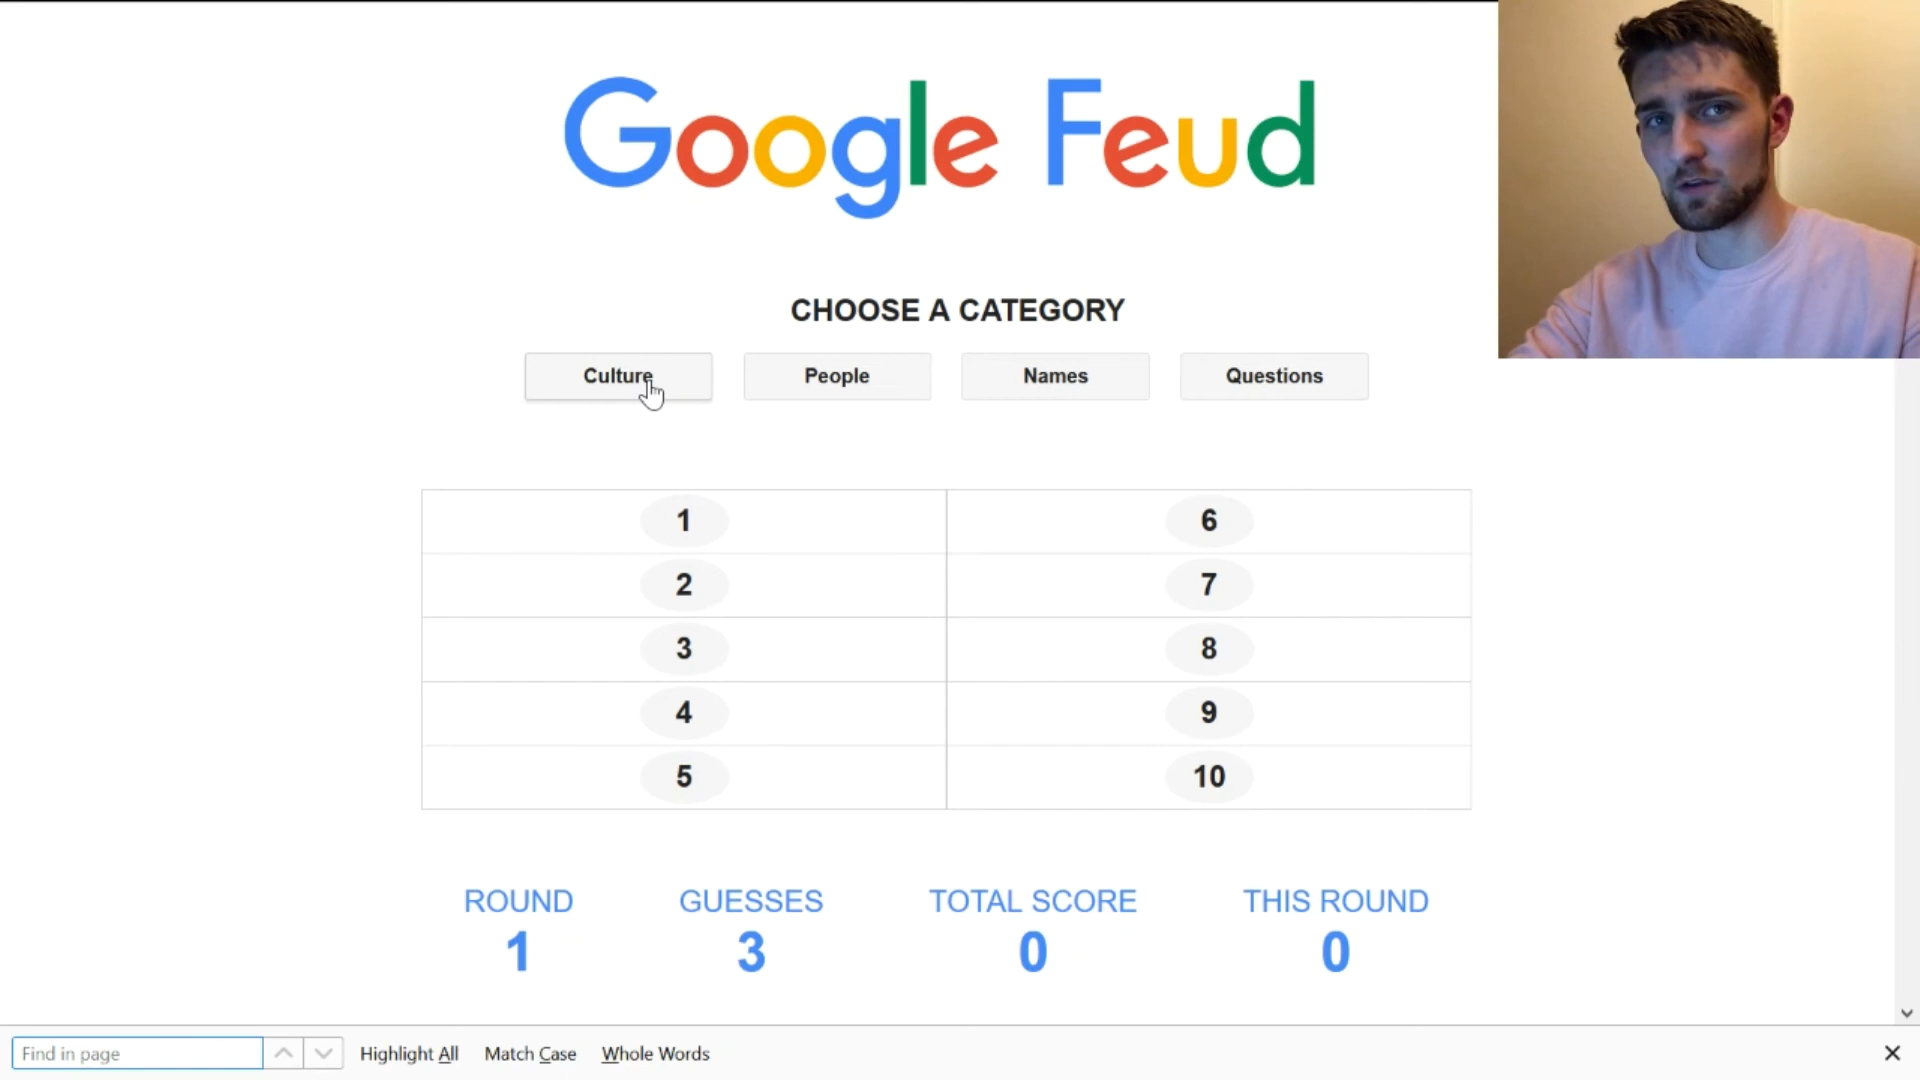 Google Feud
CHOOSE A CATEGORY
Culture People Names Questions
1 6
2 7
3 8
4 9
5 10
ROUND GUESSES TOTAL SCORE THIS ROUND
1 3 0 0
Find in page Highlight All Match Case Whole Words